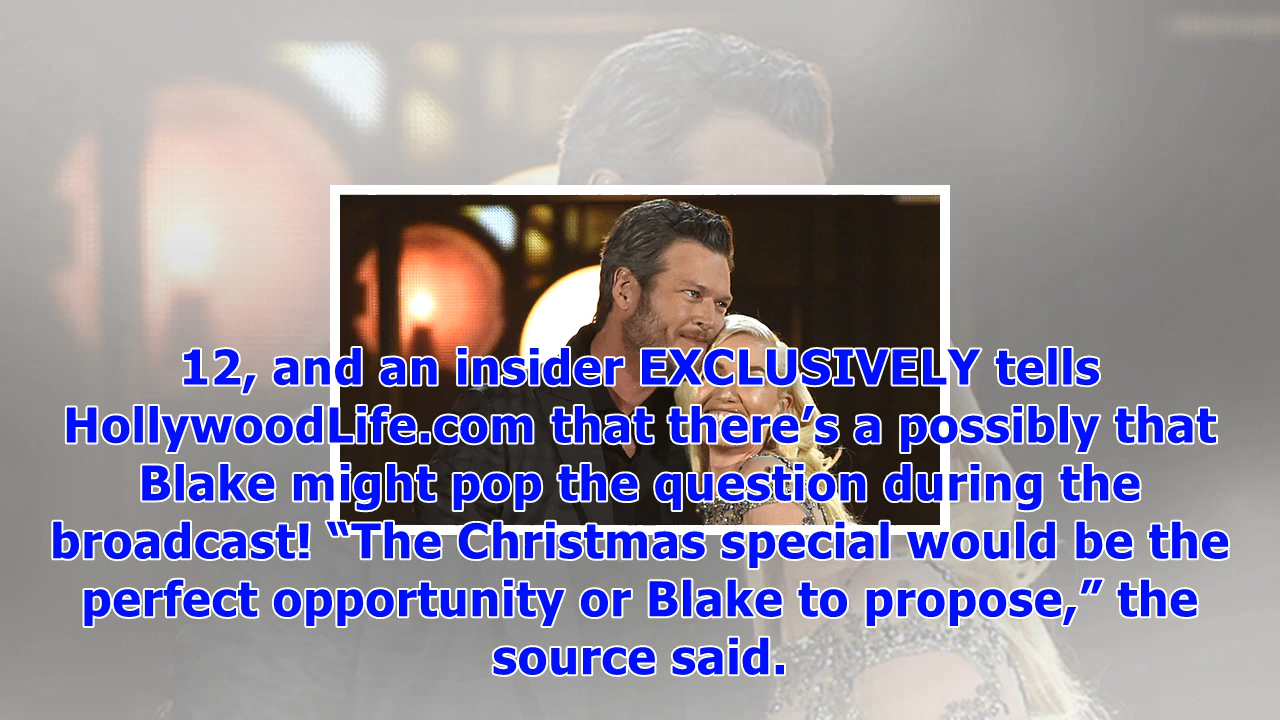 12, and an insider EXCLUSIVELY tells
HollywoodLife.com that there’s a possibly that
Blake might pop the question during the
broadcast! “The Christmas special would be the
perfect opportunity or Blake to propose,” the
source said.